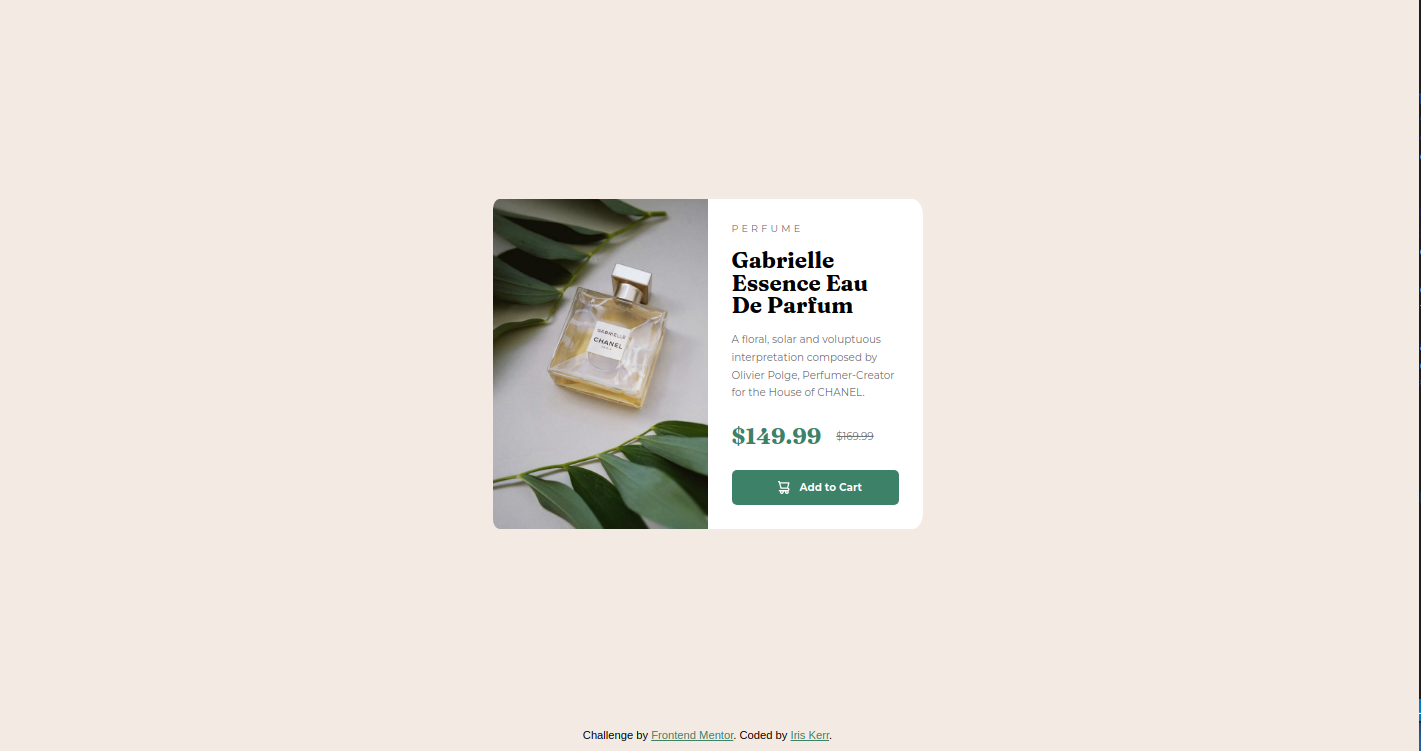 PERFUME
Gabrielle
Essence Eau
De Parfum
A floral, solar and voluptuous
interpretation composed by
Olivier Polge, Perfumer-Creator
for the House of CHANEL.
$149.99 $169.99
Add to Cart
GABRIELLE
CHANEL
PARIS
Challenge by Frontend Mentor. Coded by Iris Kerr.